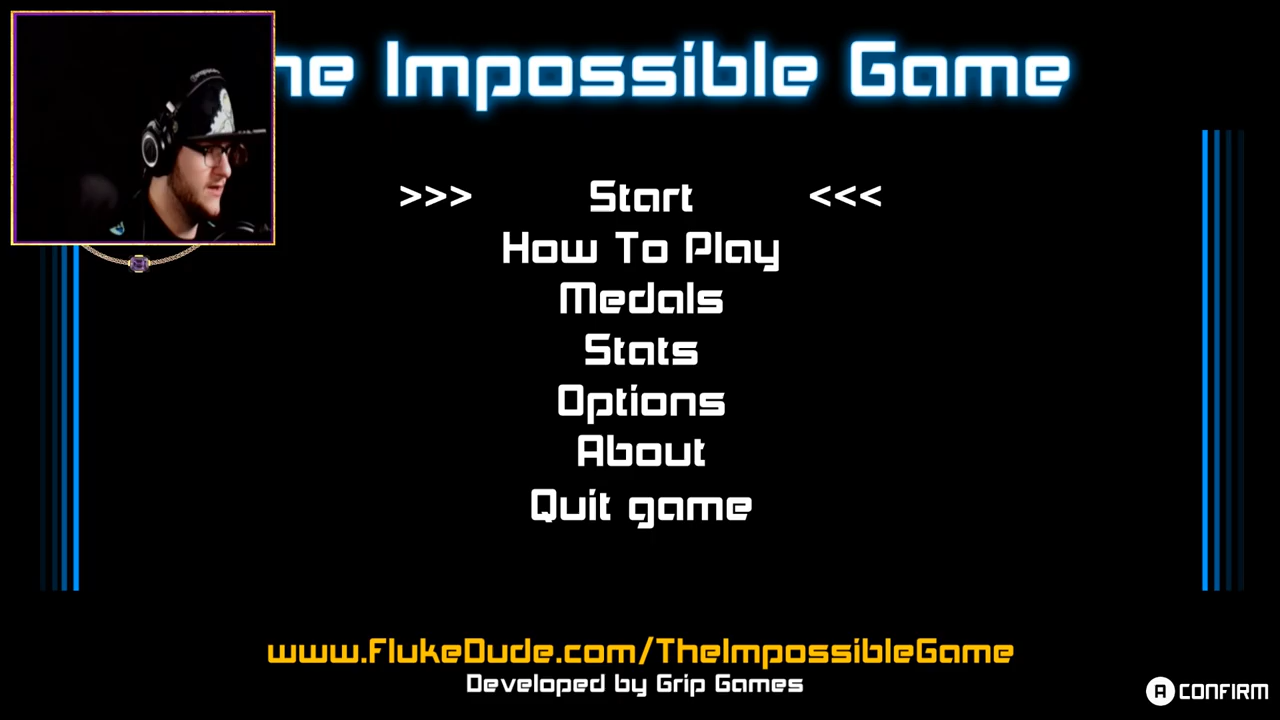 he Impossible Game
>>> Start <<<
How To Play
Medals
Stats
Options
About
Quit game
www.FlukeDude.com/TheImpossibleGame
Developed by Grip Games
A CONFIRM